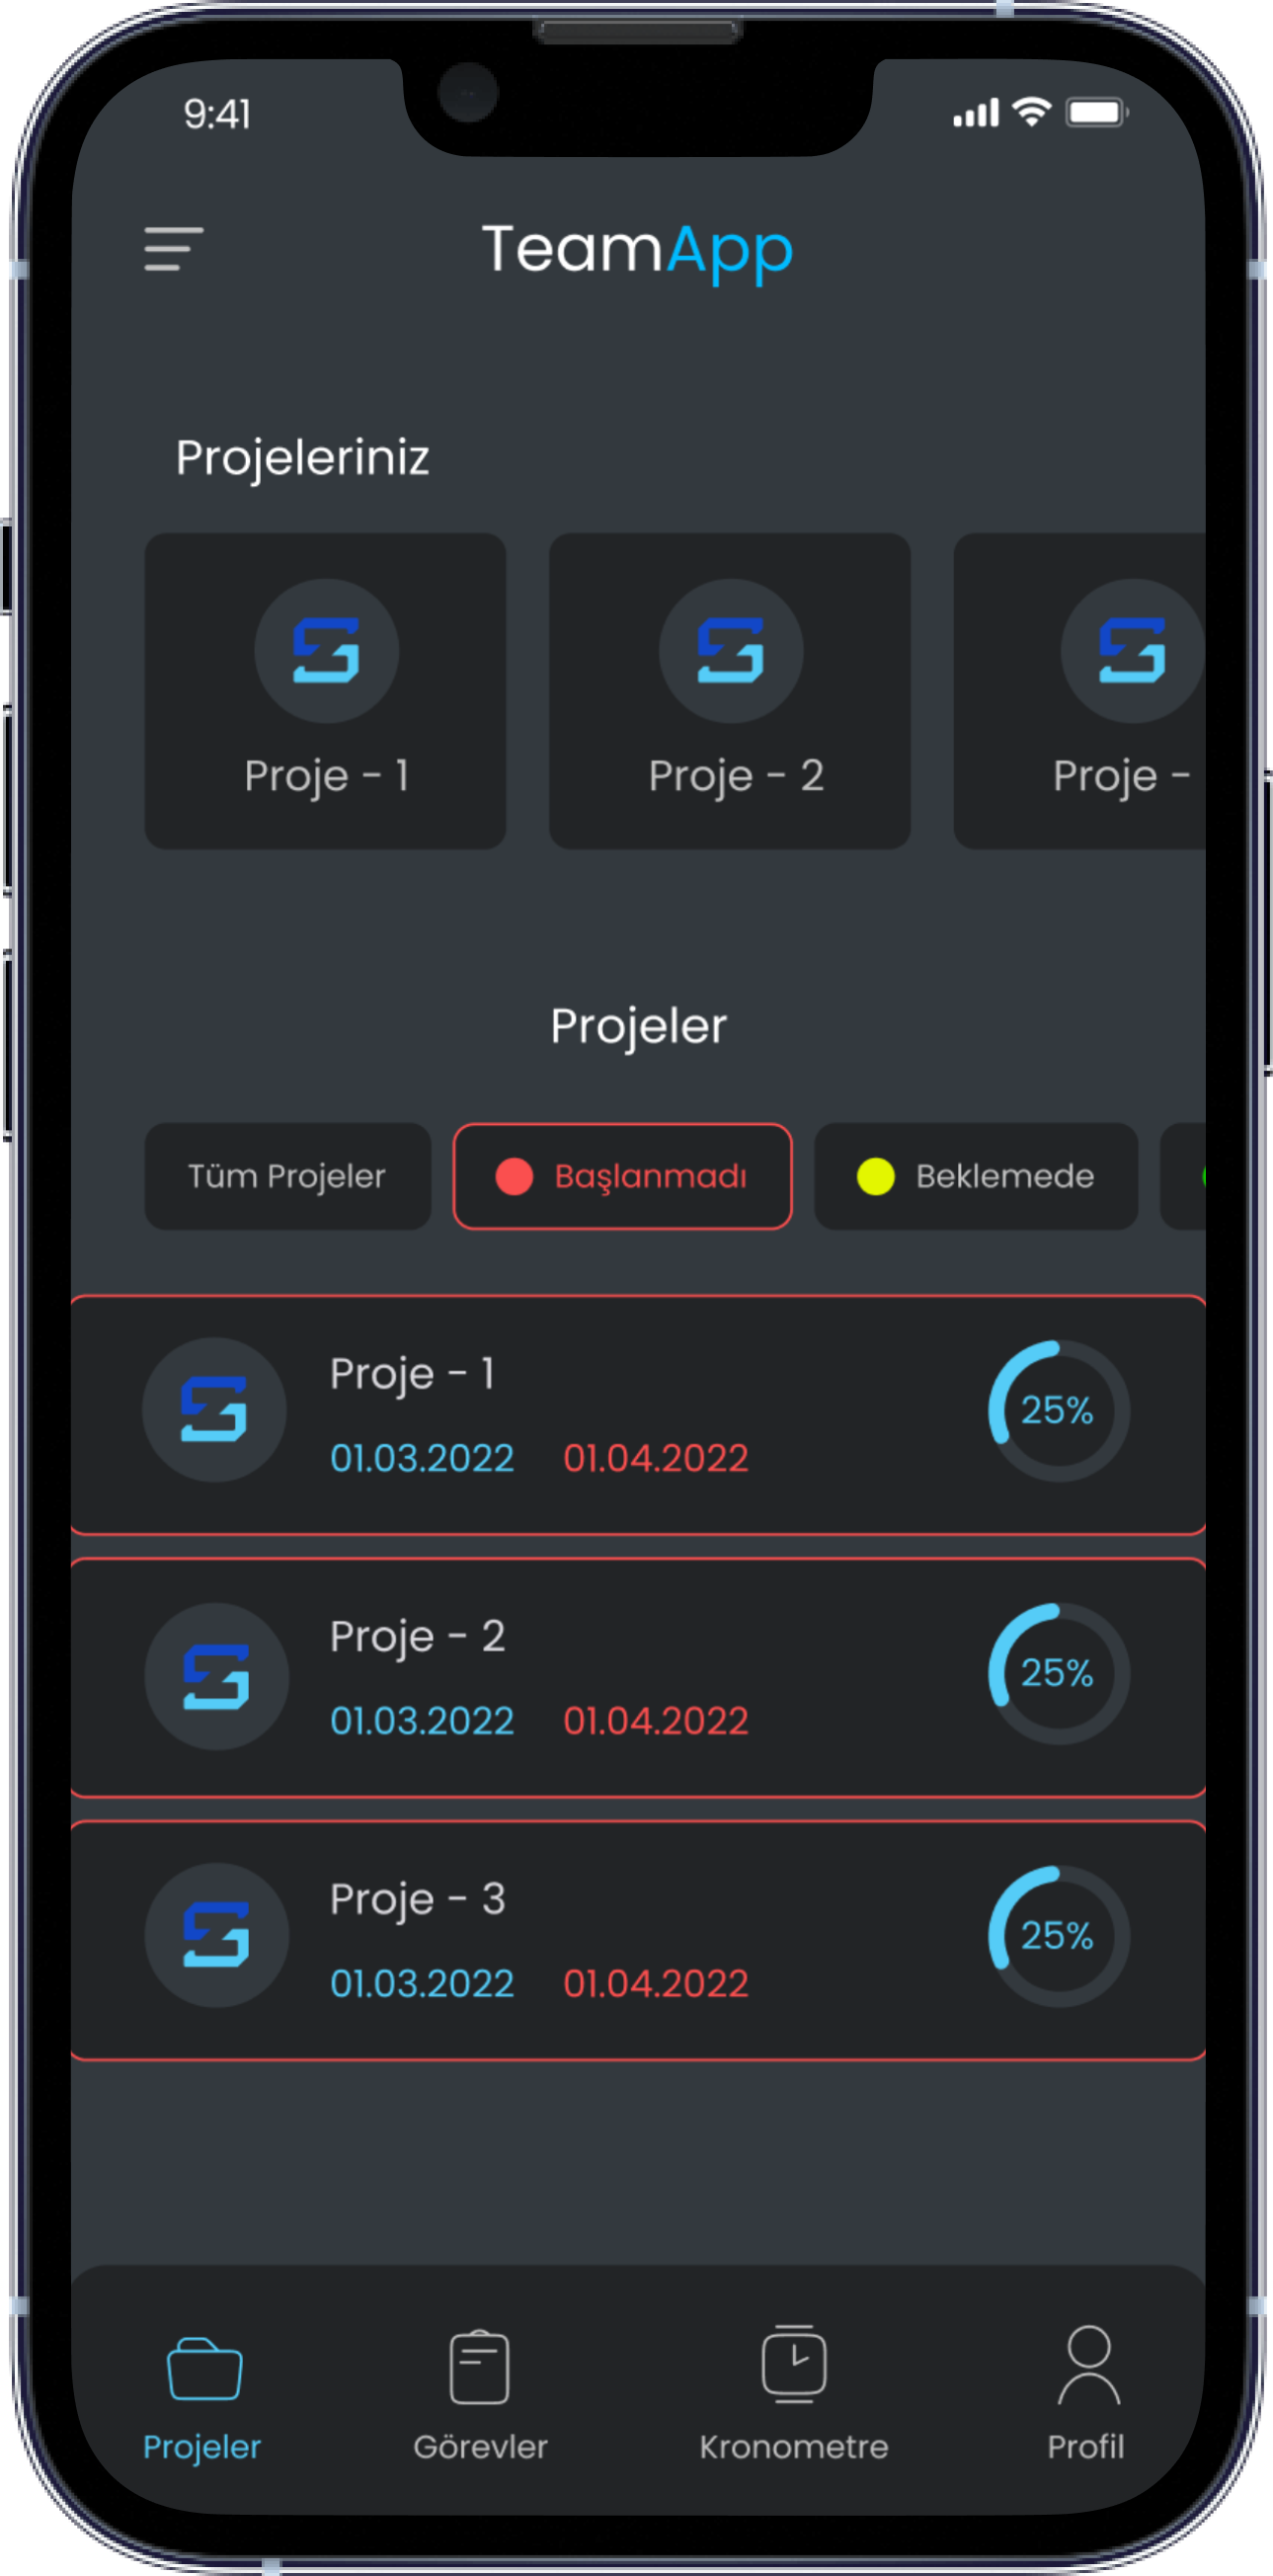 9:41
TeamApp
Projeleriniz
Proje - 1
Proje - 2
Proje -
Projeler
Tüm Projeler
Başlanmadı
Beklemede
Proje - 1
01.03.2022 01.04.2022
25%
Proje - 2
01.03.2022 01.04.2022
25%
Proje - 3
01.03.2022 01.04.2022
25%
Projeler
Görevler
Kronometre
Profil